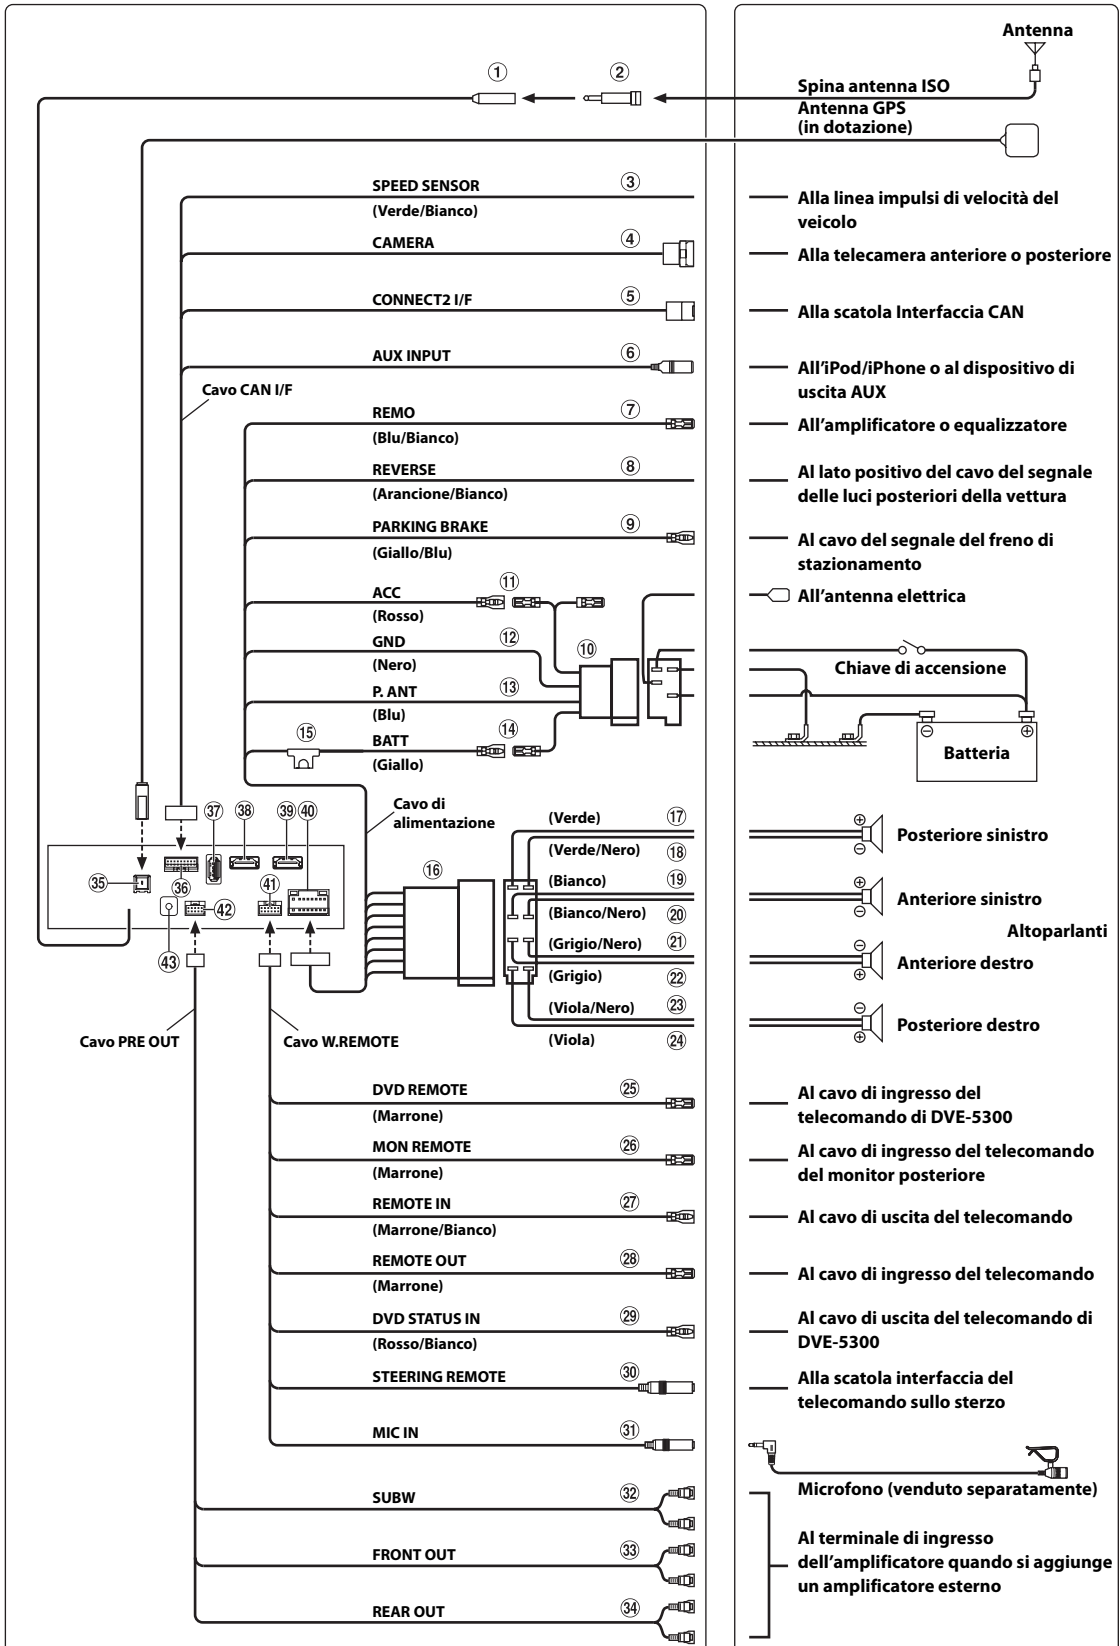 Antenna
① ②
Spina antenna ISO
Antenna GPS
(in dotazione)
SPEED SENSOR ③
(Verde/Bianco)
Alla linea impulsi di velocità del
veicolo
CAMERA ④
Alla telecamera anteriore o posteriore
CONNECT2 I/F ⑤
Alla scatola Interfaccia CAN
AUX INPUT ⑥
All'iPod/iPhone o al dispositivo di
uscita AUX
Cavo CAN I/F
REMO ⑦
(Blu/Bianco)
All'amplificatore o equalizzatore
REVERSE ⑧
(Arancione/Bianco)
Al lato positivo del cavo del segnale
delle luci posteriori della vettura
PARKING BRAKE ⑨
(Giallo/Blu)
Al cavo del segnale del freno di
stazionamento
ACC ⑪
(Rosso)
All'antenna elettrica
GND ⑫ ⑩
(Nero)
Chiave di accensione
P. ANT ⑬
(Blu)
⑮ BATT ⑭
(Giallo)
⊖ ⊕
Batteria
Cavo di
alimentazione
㊲ ㊳ ㊴ ㊵
㉟ ㊱ ㊶ ㊷
㊸
⑯
(Verde) ⑰
(Verde/Nero) ⑱
⊕
⊖
Posteriore sinistro
(Bianco) ⑲
(Bianco/Nero) ⑳
⊕
⊖
Anteriore sinistro
Altoparlanti
(Grigio/Nero) ㉑
(Grigio) ㉒
⊖
⊕
Anteriore destro
(Viola/Nero) ㉓
(Viola) ㉔
⊖
⊕
Posteriore destro
Cavo PRE OUT
Cavo W.REMOTE
DVD REMOTE ㉕
(Marrone)
Al cavo di ingresso del
telecomando di DVE-5300
MON REMOTE ㉖
(Marrone)
Al cavo di ingresso del telecomando
del monitor posteriore
REMOTE IN ㉗
(Marrone/Bianco)
Al cavo di uscita del telecomando
REMOTE OUT ㉘
(Marrone)
Al cavo di ingresso del telecomando
DVD STATUS IN ㉙
(Rosso/Bianco)
Al cavo di uscita del telecomando di
DVE-5300
STEERING REMOTE ㉚
Alla scatola interfaccia del
telecomando sullo sterzo
MIC IN ㉛
Microfono (venduto separatamente)
SUBW ㉜
FRONT OUT ㉝
REAR OUT ㉞
Al terminale di ingresso
dell'amplificatore quando si aggiunge
un amplificatore esterno